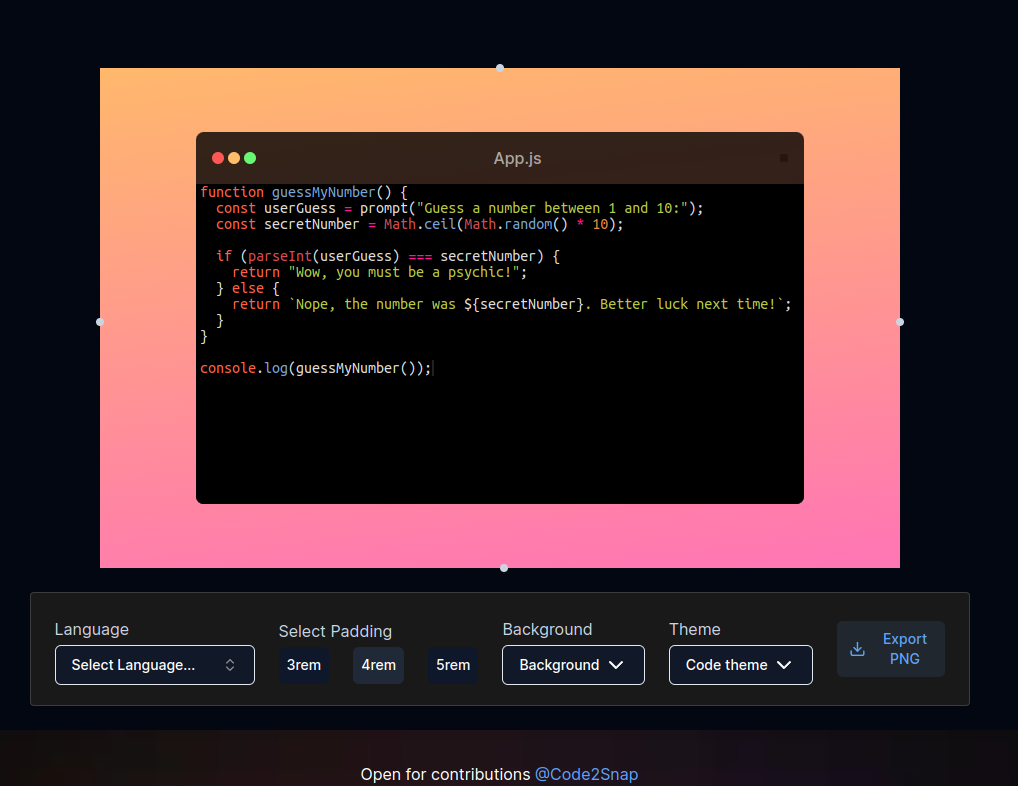 App.js
function guessMyNumber() {
  const userGuess = prompt("Guess a number between 1 and 10:");
  const secretNumber = Math.ceil(Math.random() * 10);
  if (parseInt(userGuess) === secretNumber) {
    return "Wow, you must be a psychic!";
  } else {
    return `Nope, the number was ${secretNumber}. Better luck next time!`;
  }
}
console.log(guessMyNumber());
Language
Select Language...
Select Padding
3rem 4rem 5rem
Background
Background
Theme
Code theme
Export
PNG
Open for contributions @Code2Snap